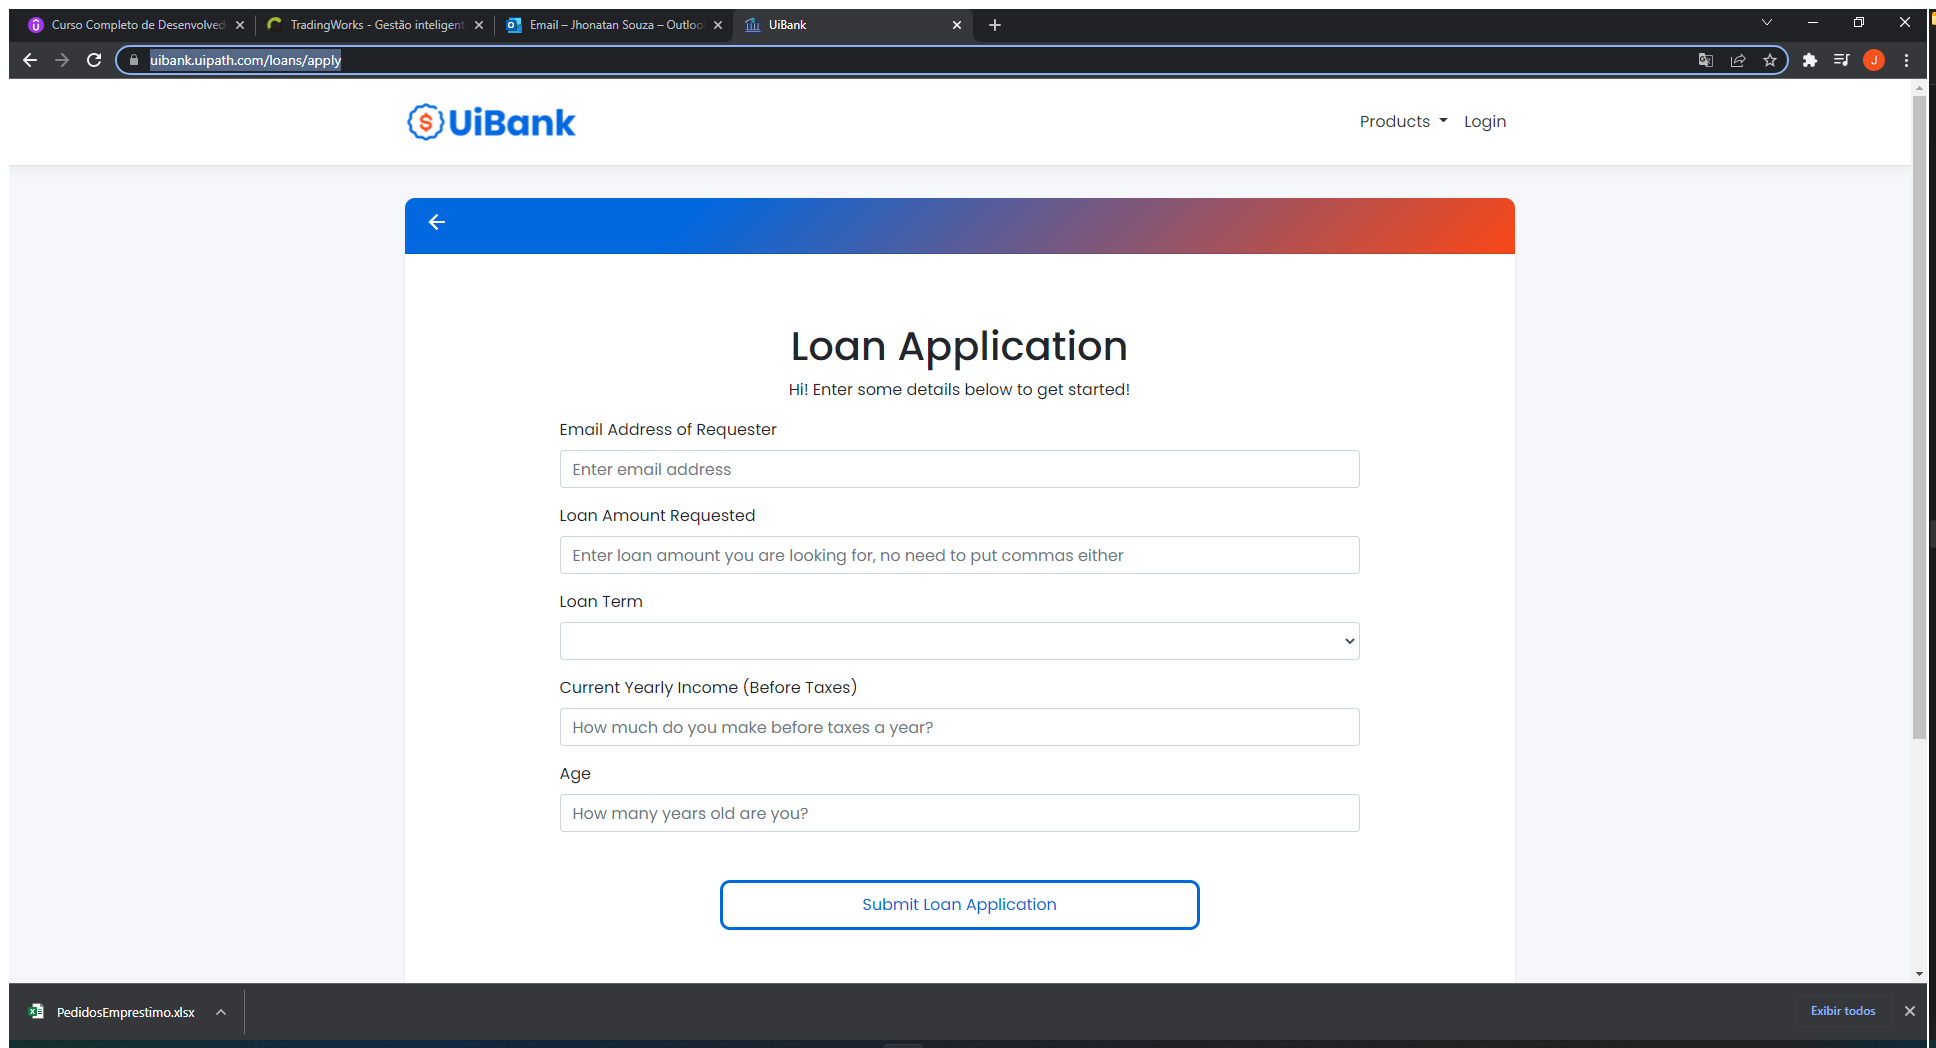 Curso Completo de Desenvolved
TradingWorks - Gestão inteligent
Email – Jhonatan Souza – Outloo
UiBank
uibank.uipath.com/loans/apply
J
$ UiBank
Products
Login
Loan Application
Hi! Enter some details below to get started!
Email Address of Requester
Enter email address
Loan Amount Requested
Enter loan amount you are looking for, no need to put commas either
Loan Term
Current Yearly Income (Before Taxes)
How much do you make before taxes a year?
Age
How many years old are you?
Submit Loan Application
PedidosEmprestimo.xlsx
Exibir todos